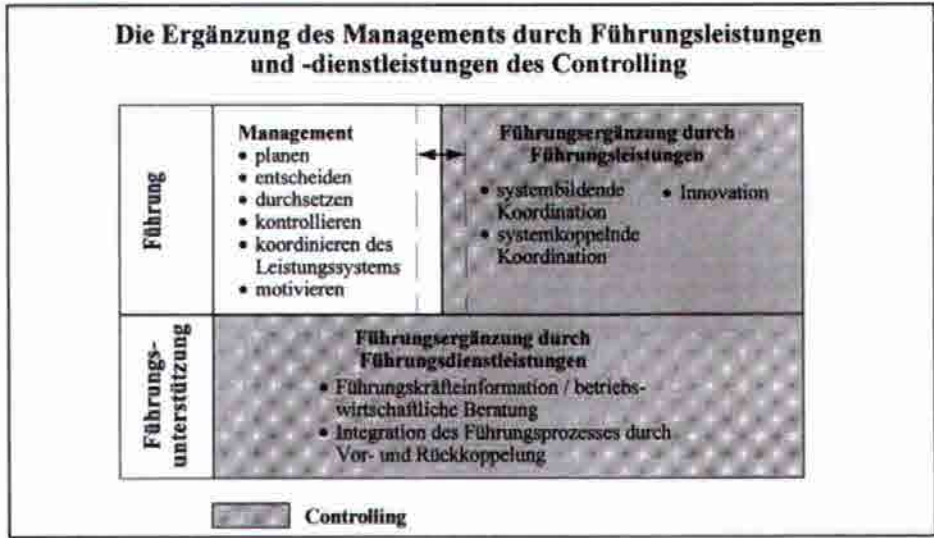 Die Ergänzung des Managements durch Führungsleistungen
und -dienstleistungen des Controlling
Führung
Management
• planen
• entscheiden
• durchsetzen
• kontrollieren
• koordinieren des
Leistungssystems
• motivieren
Führungsergänzung durch
Führungsleistungen
• systembildende
Koordination
• systemkoppelnde
Koordination
• Innovation
Führungs-
unterstützung
Führungsergänzung durch
Führungsdienstleistungen
• Führungskräfteinformation / betriebs-
wirtschaftliche Beratung
• Integration des Führungsprozesses durch
Vor- und Rückkoppelung
Controlling